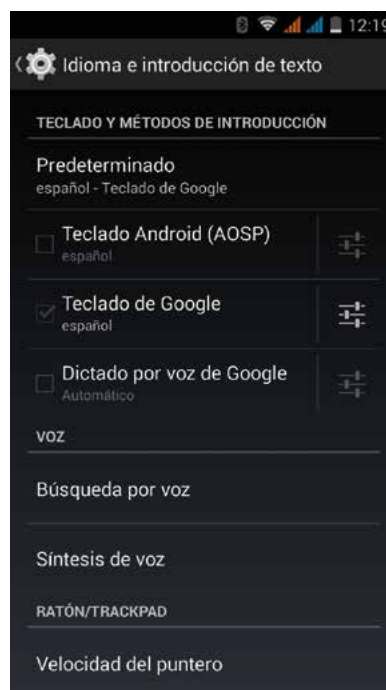 12:19
Idioma e introducción de texto
TECLADO Y MÉTODOS DE INTRODUCCIÓN
Predeterminado
español - Teclado de Google
Teclado Android (AOSP)
español
Teclado de Google
español
Dictado por voz de Google
Automático
VOZ
Búsqueda por voz
Síntesis de voz
RATÓN/TRACKPAD
Velocidad del puntero